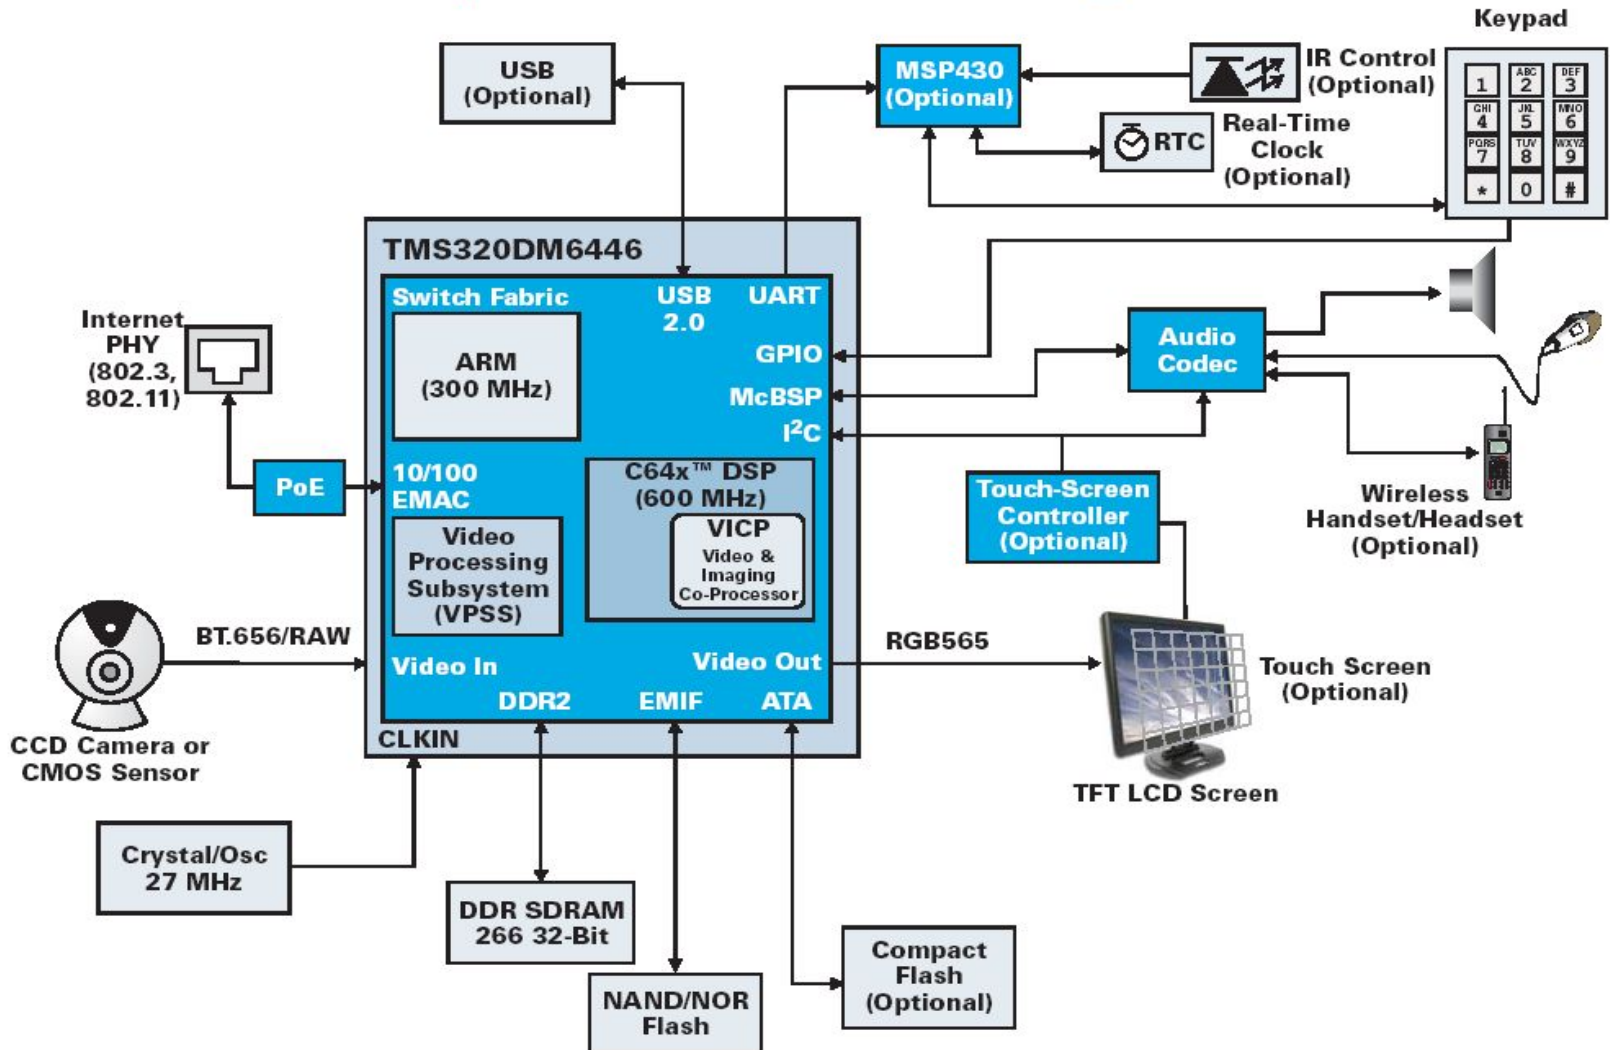 Keypad
USB
(Optional)
MSP430
(Optional)
IR Control
(Optional)
RTC
Real-Time
Clock
(Optional)
1
ABC
2
DEF
3
GHI
4
JKL
5
MNO
6
PQRS
7
TUV
8
WXYZ
9
*
0
#
TMS320DM6446
Switch Fabric
USB
2.0
UART
ARM
(300 MHz)
GPIO
McBSP
I²C
Internet
PHY
(802.3,
802.11)
PoE
10/100
EMAC
C64x™ DSP
(600 MHz)
VICP
Video &
Imaging
Co-Processor
Video
Processing
Subsystem
(VPSS)
Audio
Codec
Touch-Screen
Controller
(Optional)
Wireless
Handset/Headset
(Optional)
BT.656/RAW
Video In
Video Out
RGB565
DDR2
EMIF
ATA
CLKIN
CCD Camera or
CMOS Sensor
Touch Screen
(Optional)
TFT LCD Screen
Crystal/Osc
27 MHz
DDR SDRAM
266 32-Bit
NAND/NOR
Flash
Compact
Flash
(Optional)